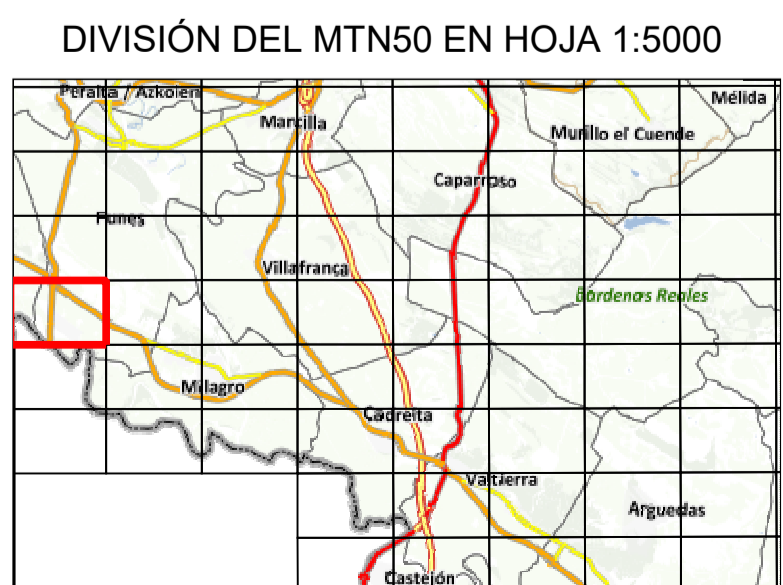 DIVISIÓN DEL MTN50 EN HOJA 1:5000
Peralta / Azkoien
Mélida
Marcilla
Murillo el Cuende
Caparroso
Funes
Villafranca
Bardenas Reales
Milagro
Cadreita
Valtierra
Arguedas
Castejón